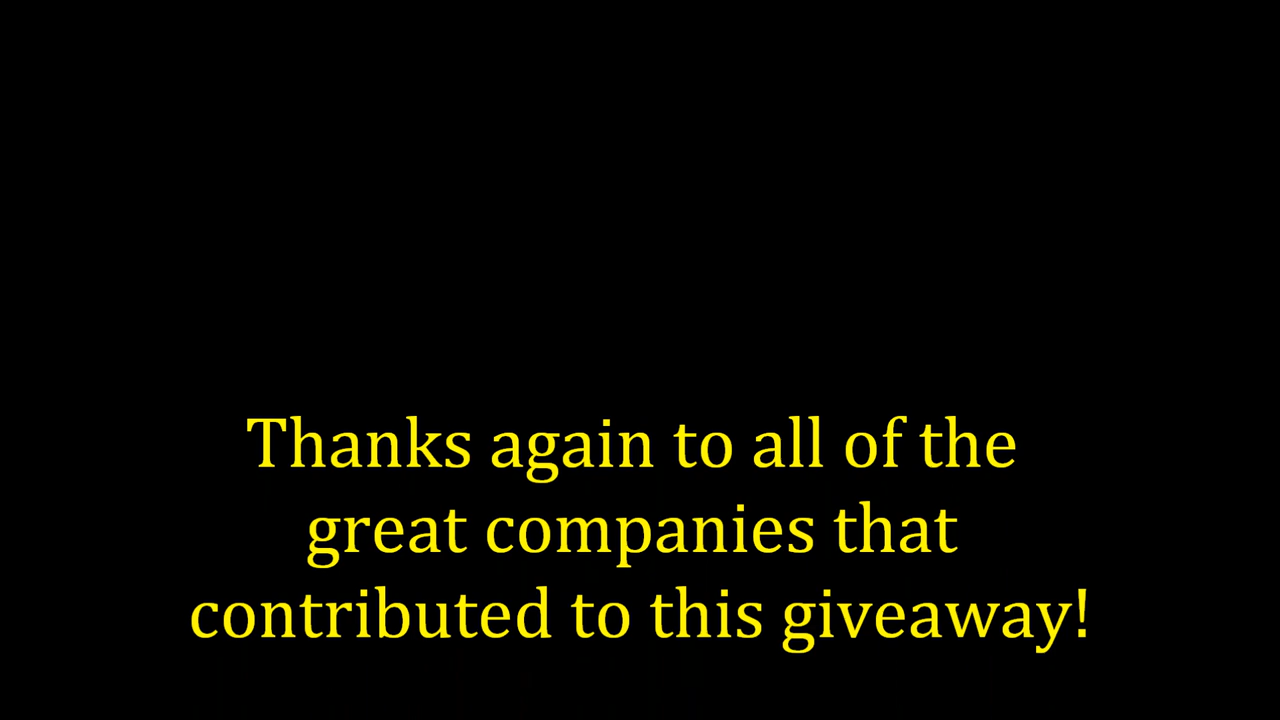 Thanks again to all of the
great companies that
contributed to this giveaway!